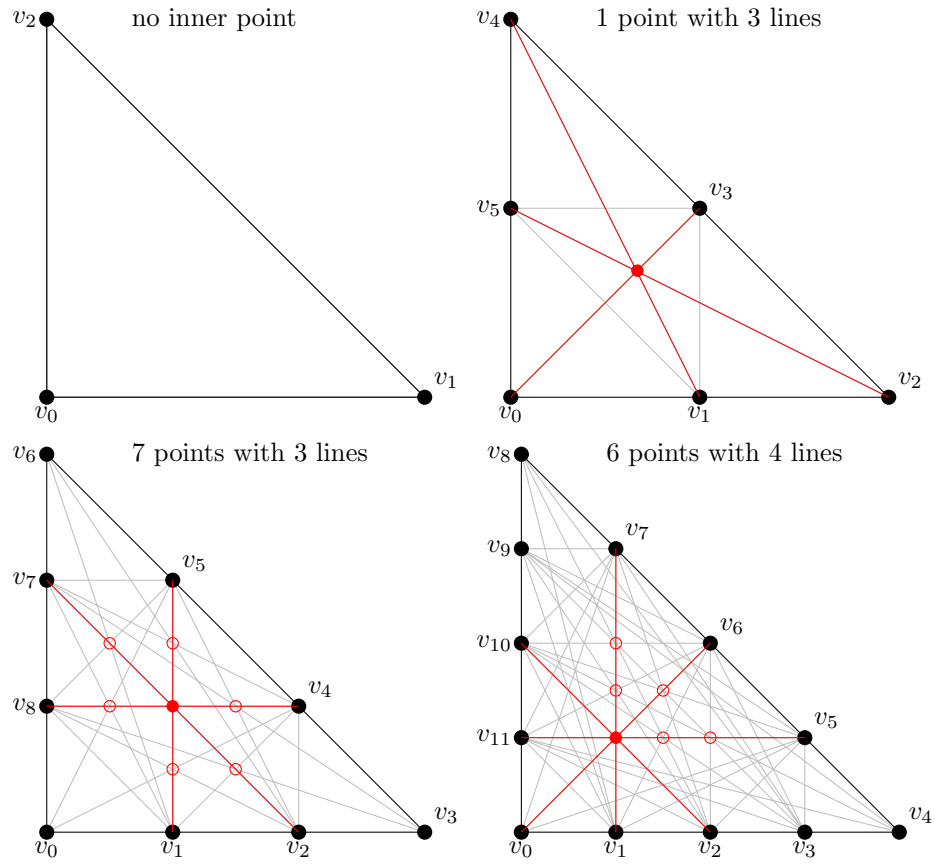 no inner point
v₂
v₀
v₁
1 point with 3 lines
v₄
v₅
v₃
v₀
v₁
v₂
7 points with 3 lines
v₆
v₇
v₅
v₈
v₄
v₀
v₁
v₂
v₃
6 points with 4 lines
v₈
v₉
v₇
v₁₀
v₆
v₁₁
v₅
v₀
v₁
v₂
v₃
v₄